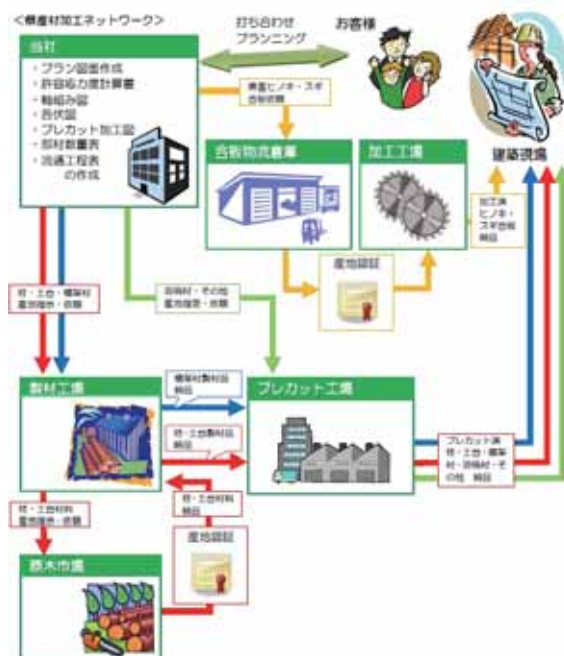 ＜県産材加工ネットワーク＞
打ち合わせ
プランニング
お客様
当社
・プラン図面作成
・許容応力度計算書
・軸組み図
・各伏図
・プレカット加工図
・部材数量表
・流通工程表
の作成
県産ヒノキ・スギ
合板依頼
合板物流倉庫
加工工場
建築現場
加工済
ヒノキ・
スギ合板
納品
産地認証
柱・土台・横架材
産地指定・依頼
羽柄材・その他
産地指定・依頼
製材工場
横架材製材品
納品
柱・土台製材品
納品
プレカット工場
プレカット済
柱・土台・横架
材・羽柄材・そ
の他 納品
柱・土台材料
産地指定・依頼
柱・土台材料
納品
産地認証
原木市場